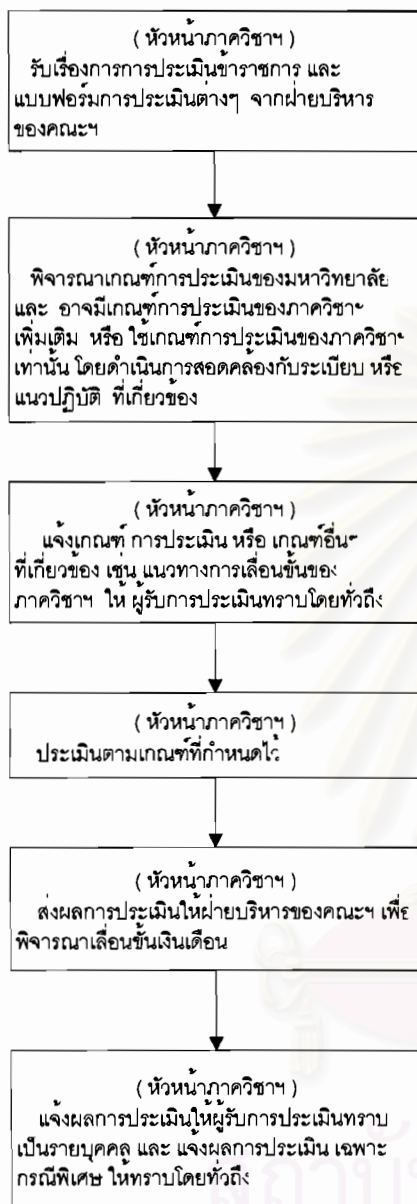 ( หัวหน้าภาควิชาฯ )
รับเรื่องการการประเมินข้าราชการ และ
แบบฟอร์มการประเมินต่างๆ จากฝ่ายบริหาร
ของคณะฯ
( หัวหน้าภาควิชาฯ )
พิจารณาเกณฑ์การประเมินของมหาวิทยาลัย
และ อาจมีเกณฑ์การประเมินของภาควิชาฯ
เพิ่มเติม หรือ ใช้เกณฑ์การประเมินของภาควิชาฯ
เท่านั้น โดยดำเนินการสอดคล้องกับระเบียบ หรือ
แนวปฏิบัติ ที่เกี่ยวข้อง
( หัวหน้าภาควิชาฯ )
แจ้งเกณฑ์ การประเมิน หรือ เกณฑ์อื่นๆ
ที่เกี่ยวข้อง เช่น แนวทางการเลื่อนขั้นของ
ภาควิชาฯ ให้ ผู้รับการประเมินทราบโดยทั่วถึง
( หัวหน้าภาควิชาฯ )
ประเมินตามเกณฑ์ที่กำหนดไว้
( หัวหน้าภาควิชาฯ )
ส่งผลการประเมินให้ฝ่ายบริหารของคณะฯ เพื่อ
พิจารณาเลื่อนขั้นเงินเดือน
( หัวหน้าภาควิชาฯ )
แจ้งผลการประเมินให้ผู้รับการประเมินทราบ
เป็นรายบุคคล และ แจ้งผลการประเมิน เฉพาะ
กรณีพิเศษ ให้ทราบโดยทั่วถึง